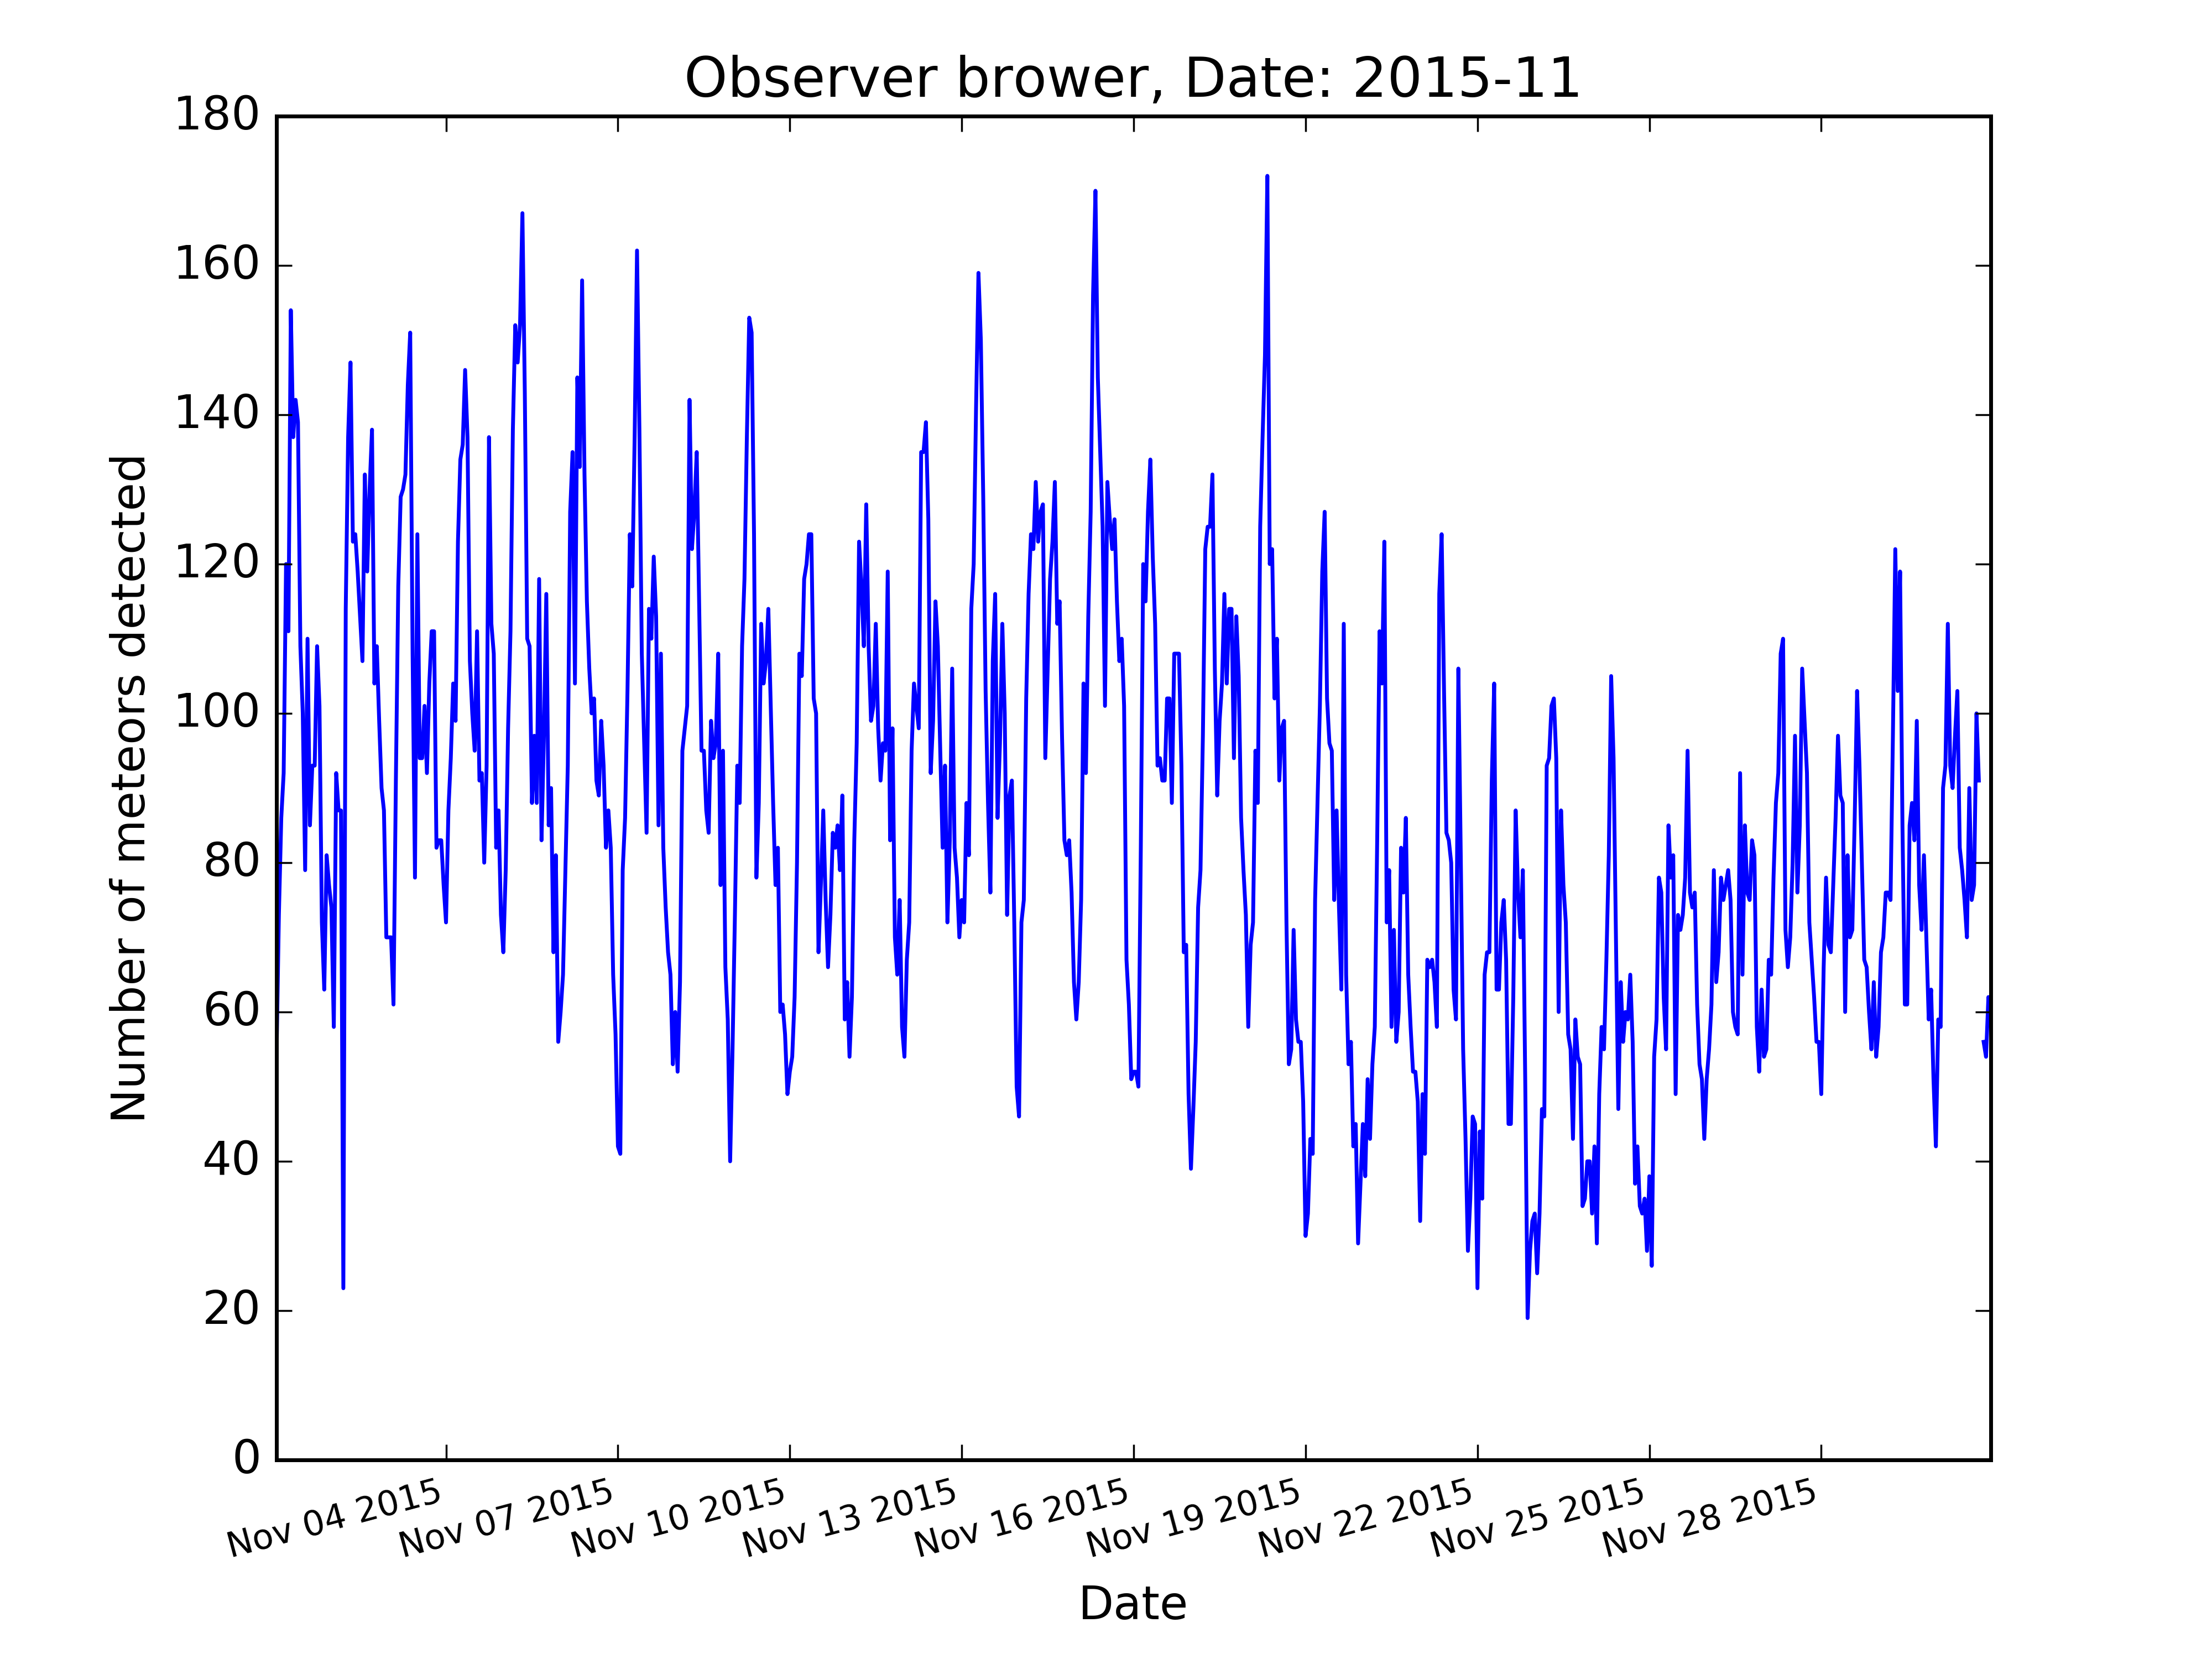 Observer brower, Date: 2015-11
180
160
140
120
100
80
60
40
20
0
Number of meteors detected
Nov 04 2015
Nov 07 2015
Nov 10 2015
Nov 13 2015
Nov 16 2015
Nov 19 2015
Nov 22 2015
Nov 25 2015
Nov 28 2015
Date